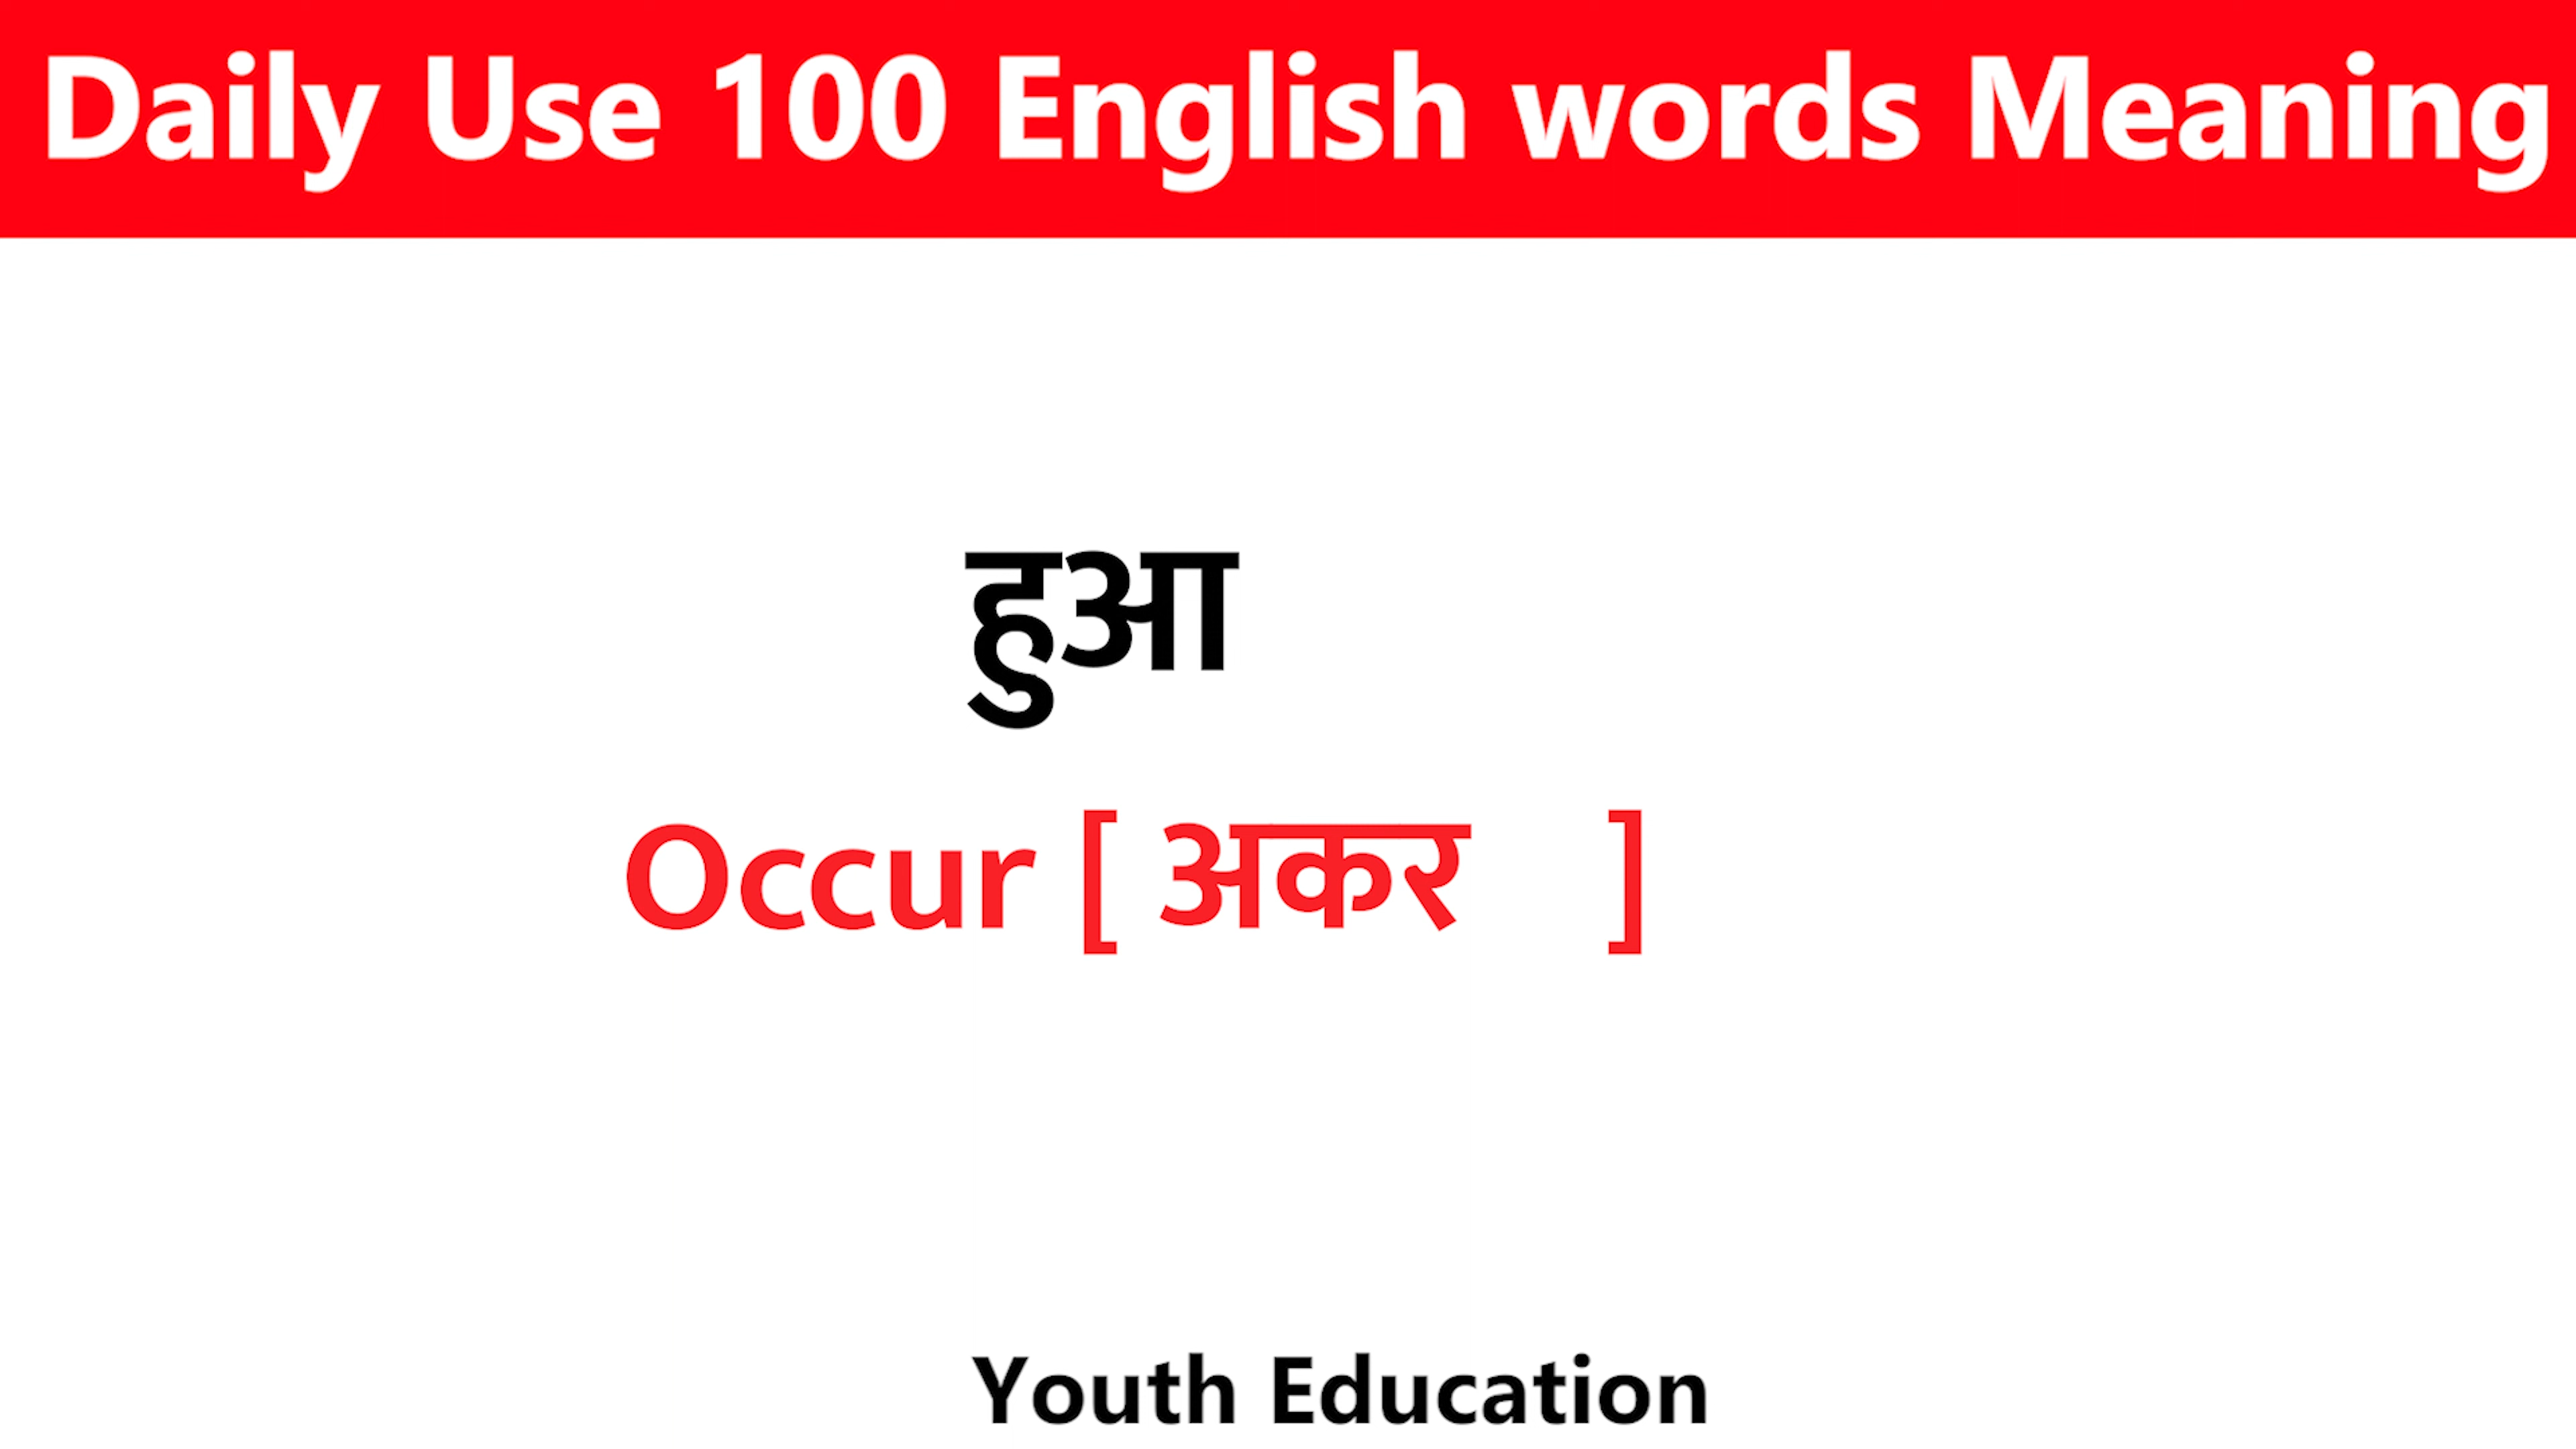 Daily Use 100 English words Meaning
हुआ
Occur [ अकर ]
Youth Education